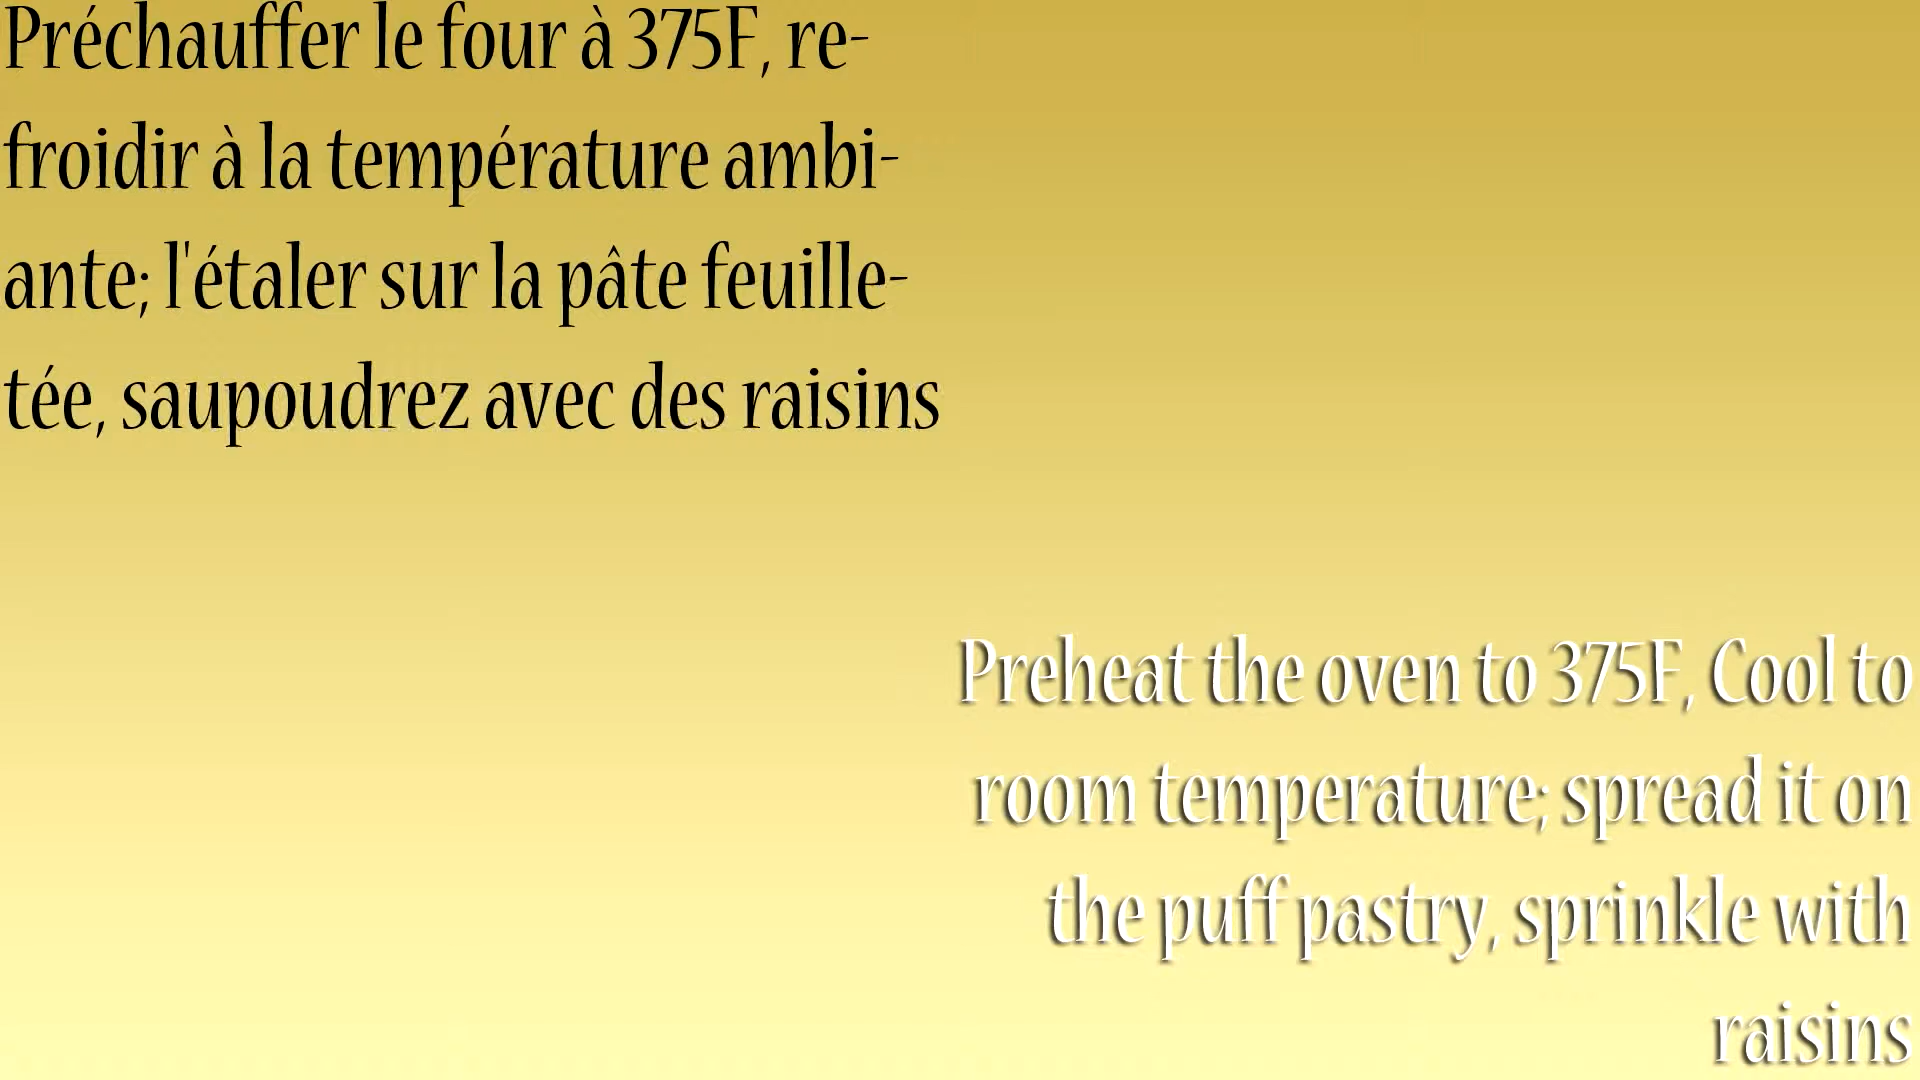 Préchauffer le four à 375F, re-
froidir à la température ambi-
ante; l'étaler sur la pâte feuille-
tée, saupoudrez avec des raisins
Preheat the oven to 375F, Cool to
room temperature; spread it on
the puff pastry, sprinkle with
raisins